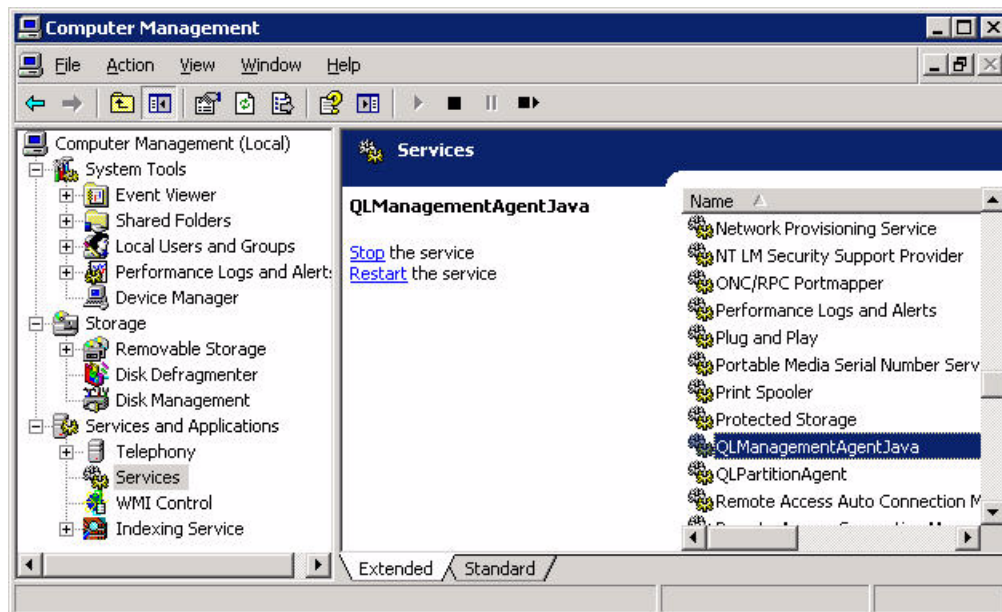 Computer Management
File Action View Window Help
Computer Management (Local)
System Tools
Event Viewer
Shared Folders
Local Users and Groups
Performance Logs and Alert
Device Manager
Storage
Removable Storage
Disk Defragmenter
Disk Management
Services and Applications
Telephony
Services
WMI Control
Indexing Service
Services
QLManagementAgentJava
Stop the service
Restart the service
Name
Network Provisioning Service
NT LM Security Support Provider
ONC/RPC Portmapper
Performance Logs and Alerts
Plug and Play
Portable Media Serial Number Serv
Print Spooler
Protected Storage
QLManagementAgentJava
QLPartitionAgent
Remote Access Auto Connection M
Extended Standard